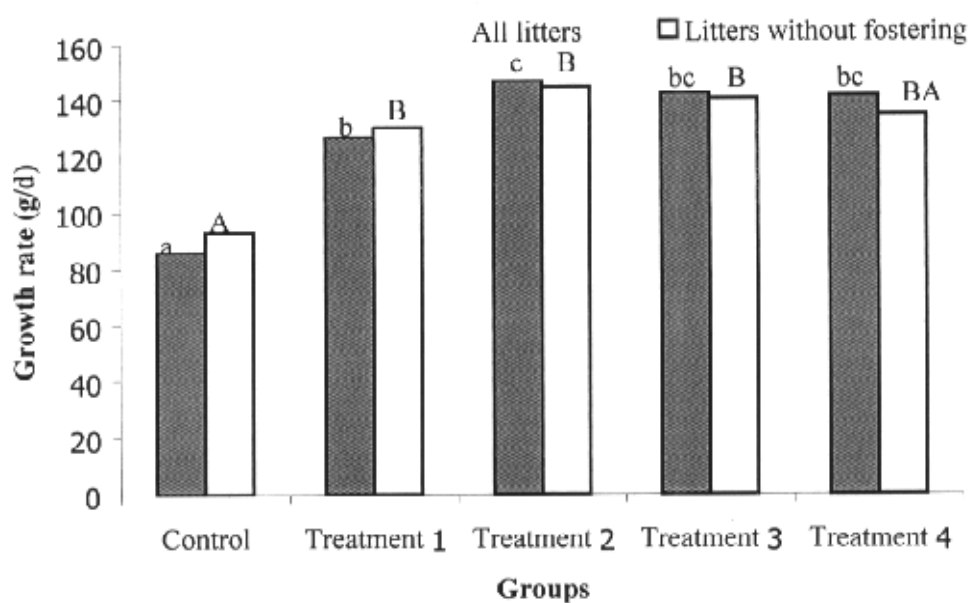 All litters
Litters without fostering
160
140
120
100
80
60
40
20
0
Growth rate (g/d)
a
A
b
B
c
B
bc
B
bc
BA
Control
Treatment 1
Treatment 2
Treatment 3
Treatment 4
Groups